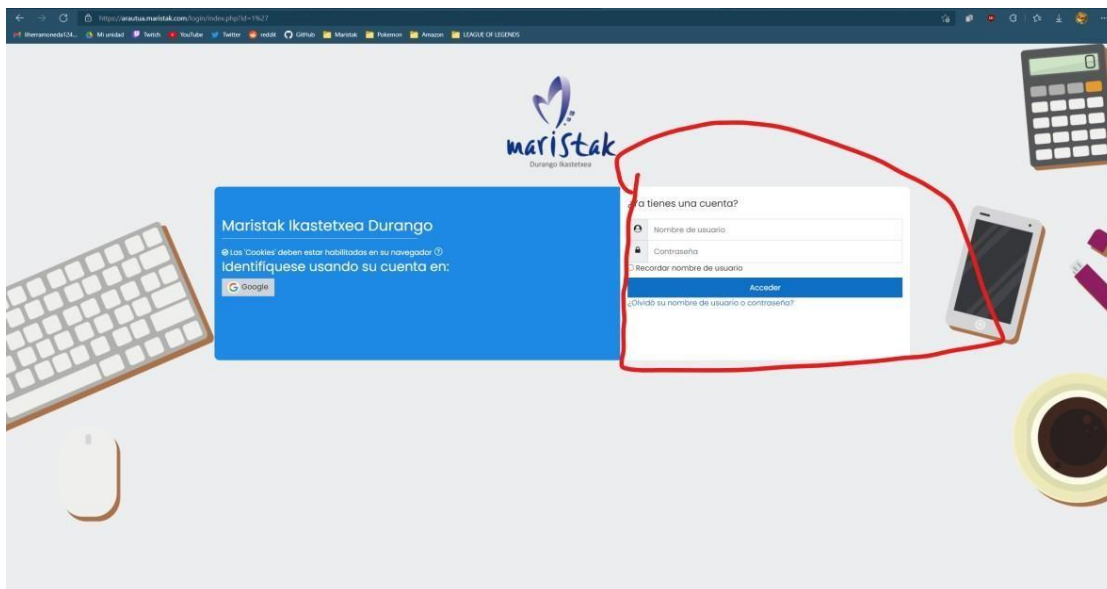 https://arautua.maristak.com/login/index.php?id=1%27
Mi unidad Twitch YouTube Twitter reddit GitHub Maristak Pokemon Amazon LEAGUE OF LEGENDS
maristak
Durango Ikastetxea
Maristak Ikastetxea Durango
Las 'Cookies' deben estar habilitadas en su navegador
Identifíquese usando su cuenta en:
Google
tienes una cuenta?
Nombre de usuario
Contraseña
Recordar nombre de usuario
Acceder
¿Olvidó su nombre de usuario o contraseña?
0